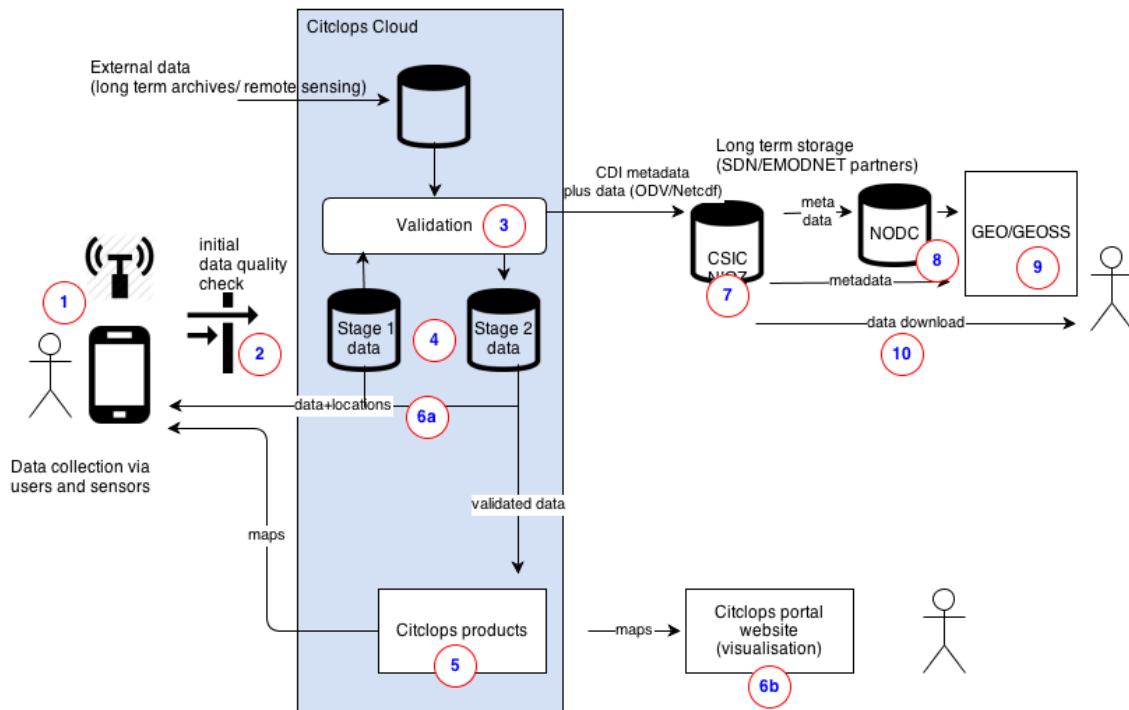 Citclops Cloud
External data
(long term archives/ remote sensing)
Long term storage
(SDN/EMODNET partners)
CDI metadata
plus data (ODV/Netcdf)
Validation
3
meta
data
NODC
8
GEO/GEOSS
9
CSIC
7
metadata
data download
10
1
initial
data quality
check
2
Stage 1
data
4
Stage 2
data
data+locations
6a
Data collection via
users and sensors
validated data
maps
Citclops products
5
maps
Citclops portal
website
(visualisation)
6b